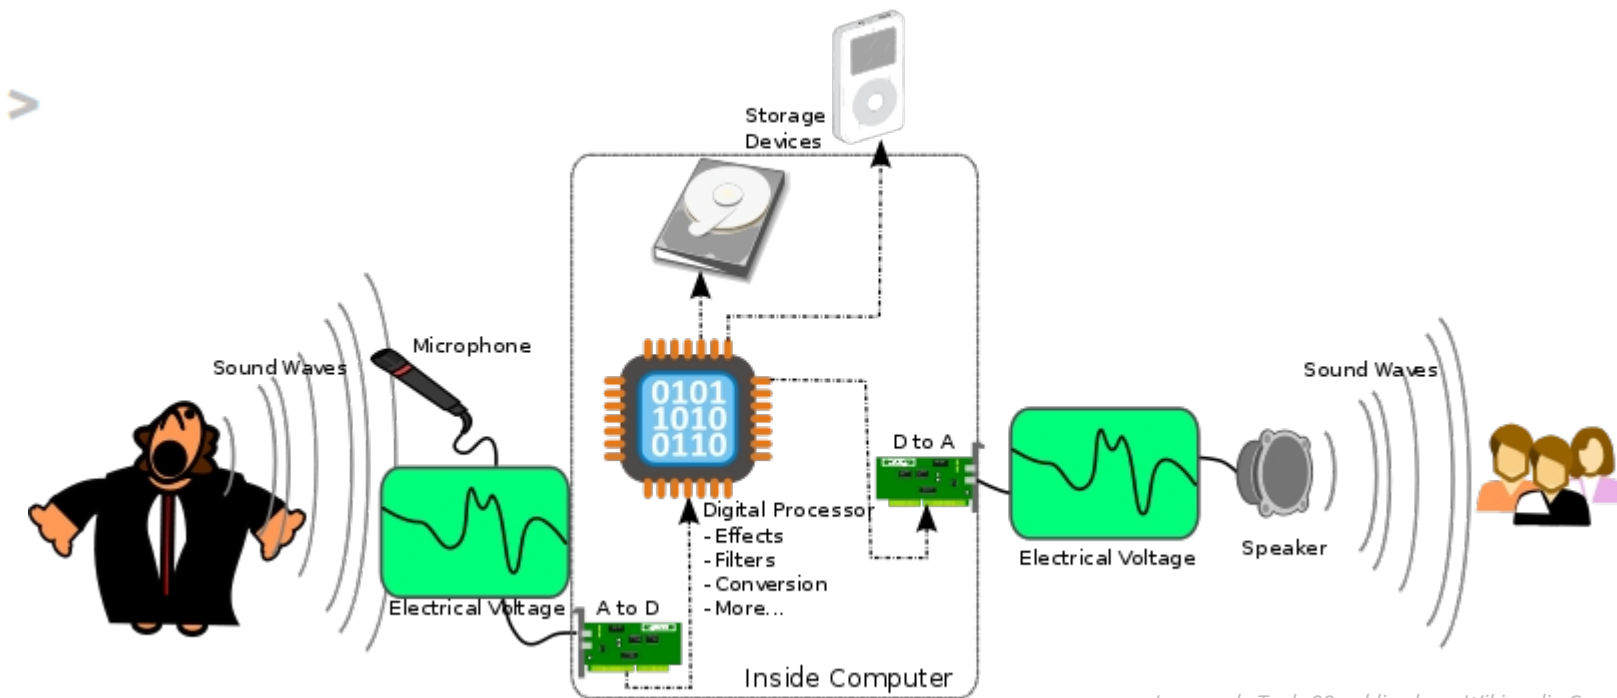 >
Storage
Devices
Microphone
Sound Waves
Sound Waves
0101
1010
0110
D to A
Digital Processor
-Effects
-Filters
-Conversion
-More...
Electrical Voltage
Speaker
Electrical Voltage
A to D
Inside Computer